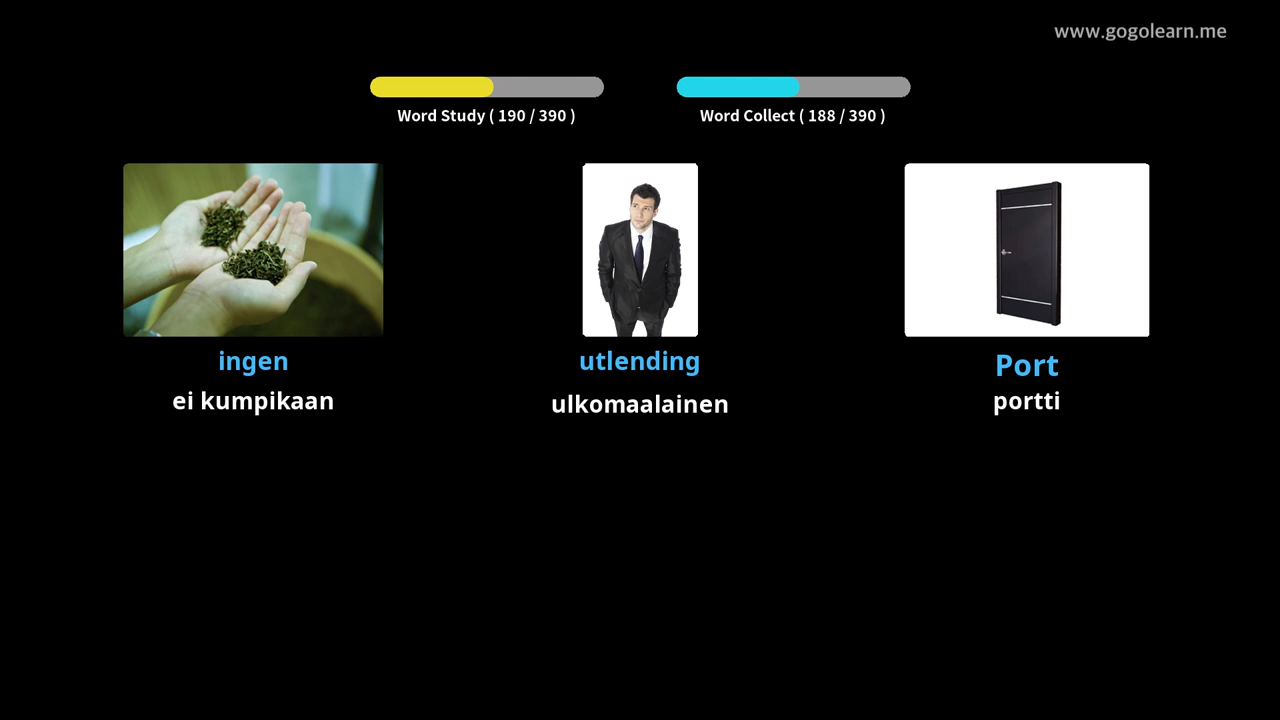 www.gogolearn.me
Word Study ( 190 / 390 )
Word Collect ( 188 / 390 )
ingen
ei kumpikaan
utlending
ulkomaalainen
Port
portti